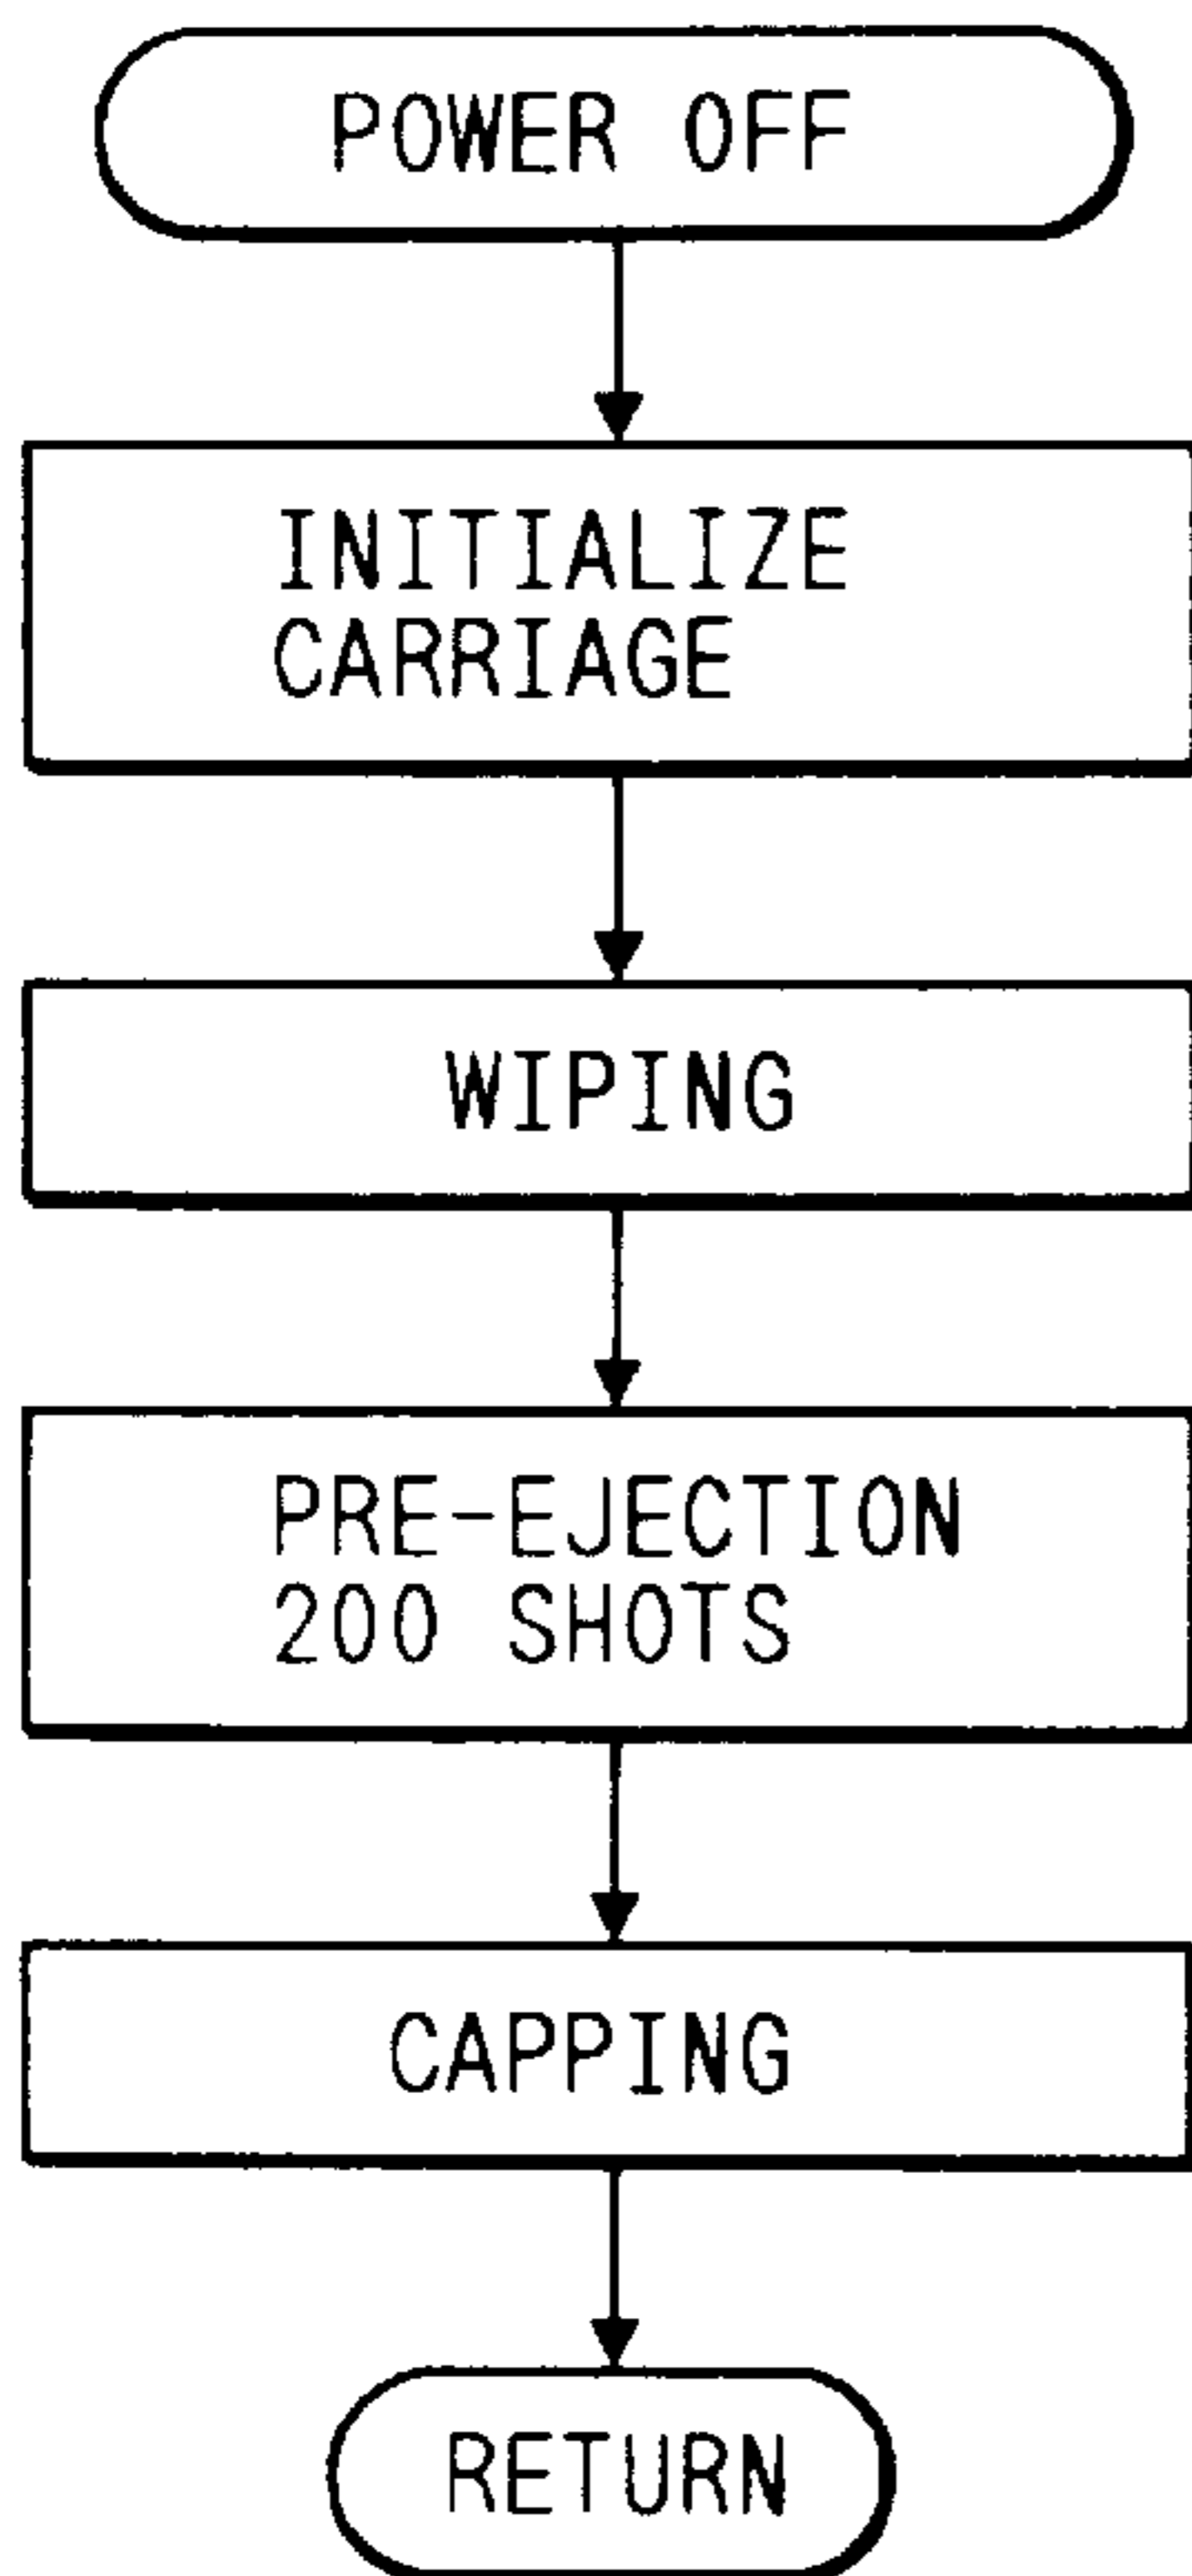 POWER OFF
INITIALIZE
CARRIAGE
WIPING
PRE-EJECTION
200 SHOTS
CAPPING
RETURN